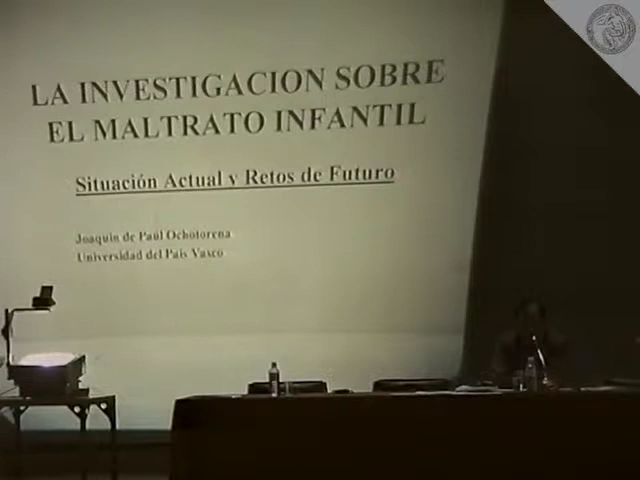 LA INVESTIGACION SOBRE
EL MALTRATO INFANTIL
Situación Actual y Retos de Futuro
Joaquín de Paúl Ochotorena
Universidad del País Vasco